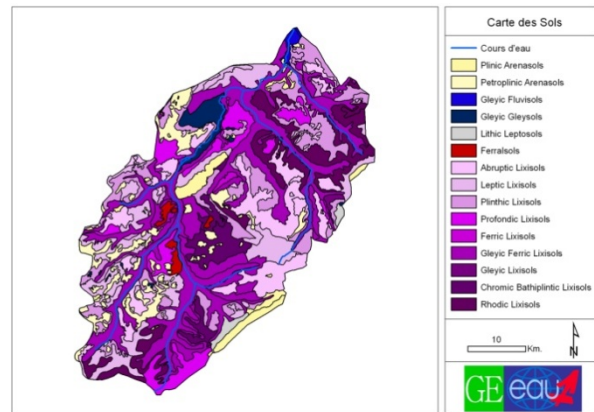 Carte des Sols
Cours d'eau
Plinic Arenasols
Petroplinic Arenasols
Gleyic Fluvisols
Gleyic Gleysols
Lithic Leptosols
Ferralsols
Abruptic Lixisols
Leptic Lixisols
Plinthic Lixisols
Profondic Lixisols
Ferric Lixisols
Gleyic Ferric Lixisols
Gleyic Lixisols
Chromic Bathiplintic Lixisols
Rhodic Lixisols
10
Km.
N
GE eau